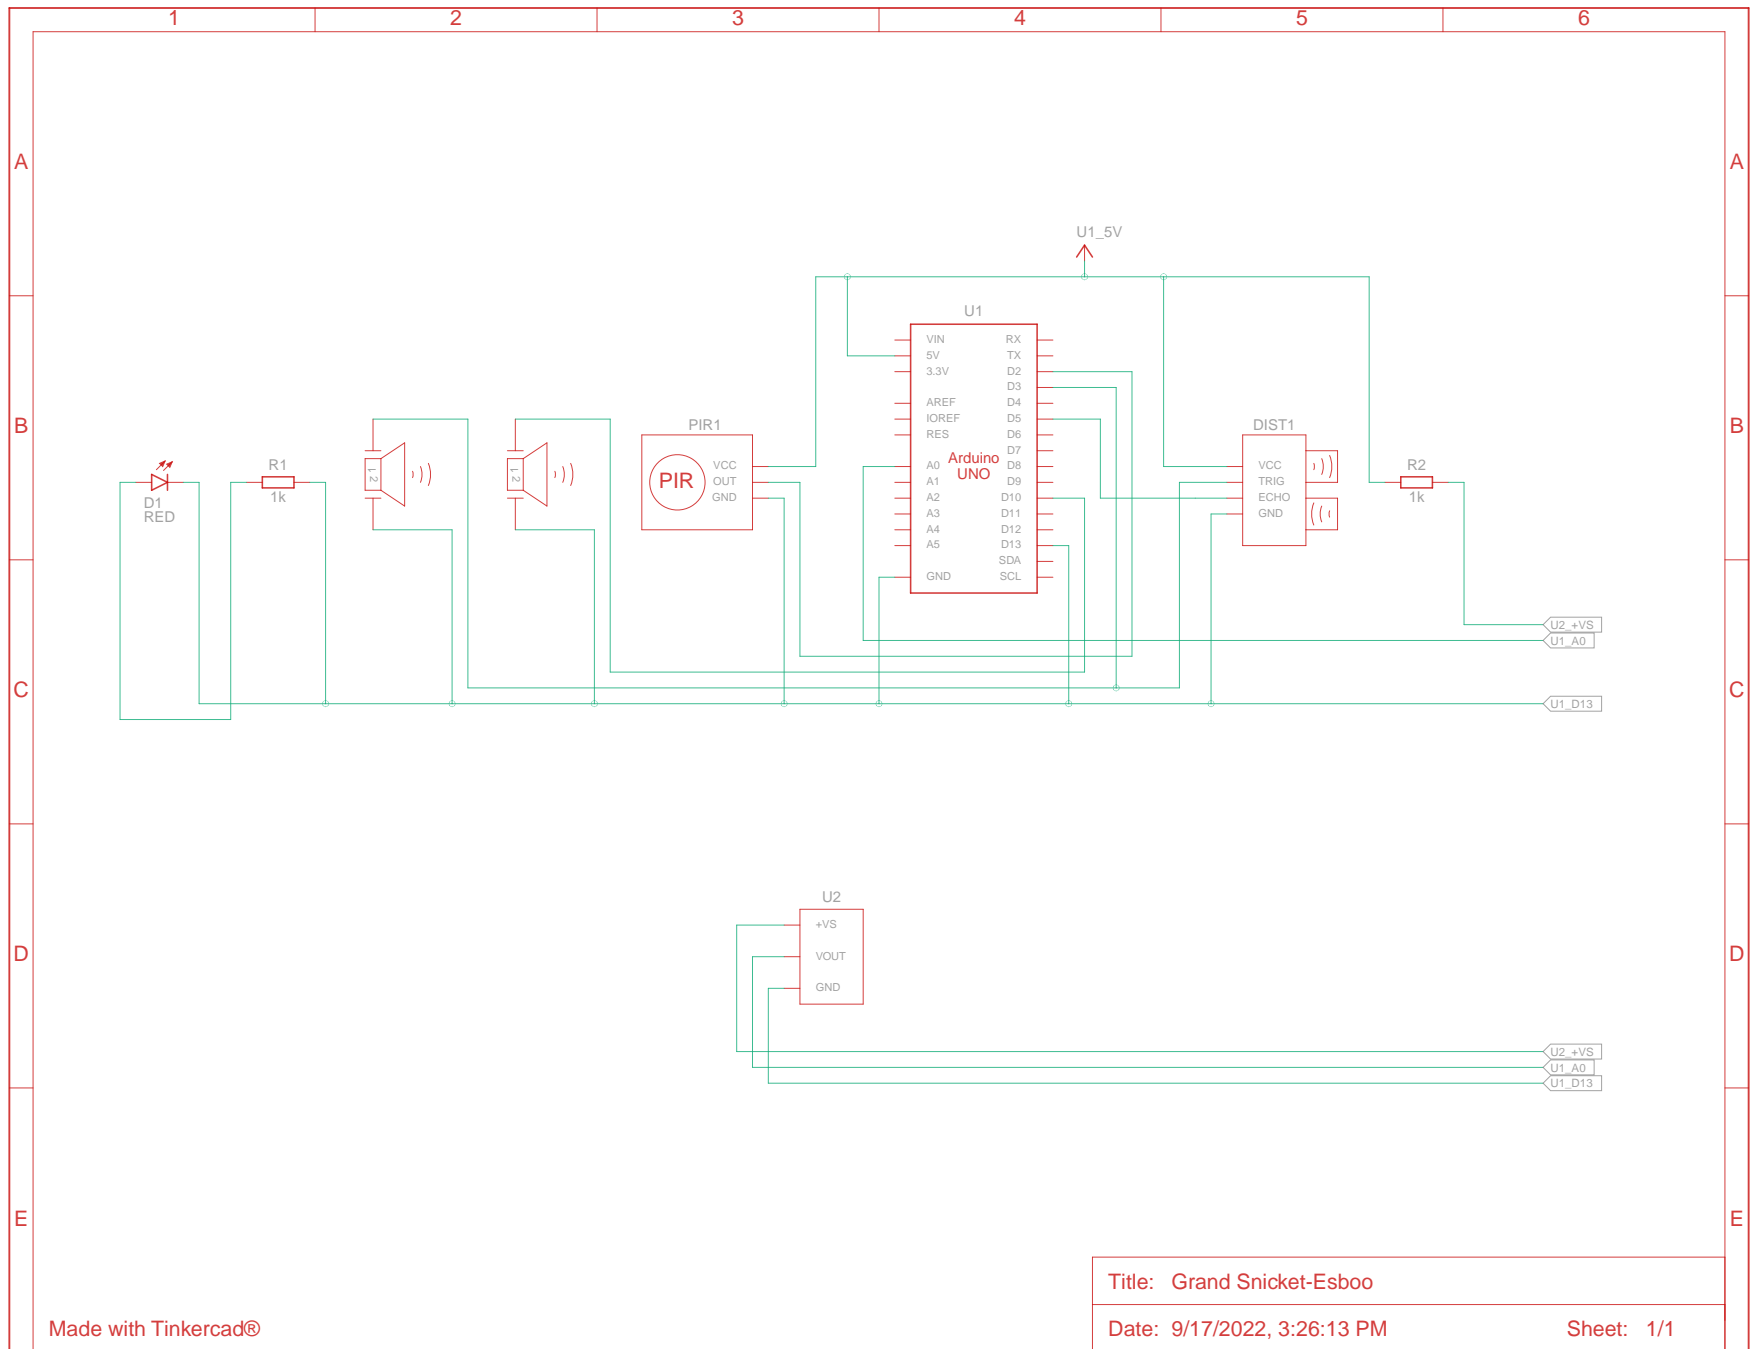 1 2 3 4 5 6
A A
U1_5V
U1
VIN RX
5V TX
3.3V D2
D3
AREF D4
IOREF D5
RES D6
D7
A0 D8
A1 D9
A2 D10
A3 D11
A4 D12
A5 D13
SDA
GND SCL
Arduino
UNO
B B
PIR1
PIR
VCC
OUT
GND
DIST1
VCC
TRIG
ECHO
GND
R1
1k
R2
1k
D1
RED
1 2
1 2
U2_+VS
U1_A0
C C
U1_D13
U2
+VS
VOUT
GND
D D
U2_+VS
U1_A0
U1_D13
E E
Title: Grand Snicket-Esboo
Made with Tinkercad®
Date: 9/17/2022, 3:26:13 PM Sheet: 1/1